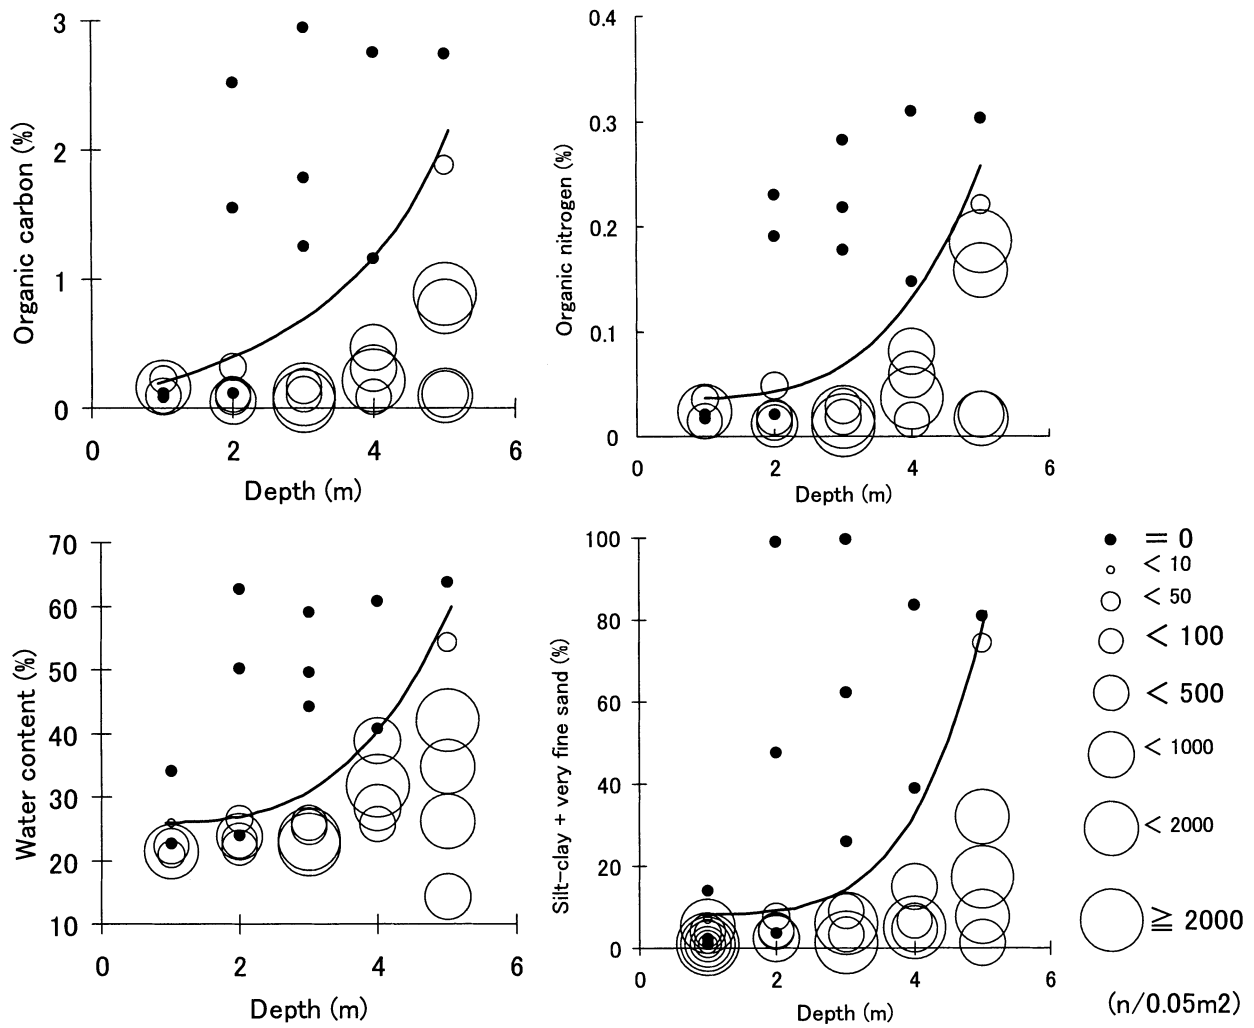 3
2
1
0
Organic carbon (%)
0 2 4 6
Depth (m)
0.4
0.3
0.2
0.1
0
Organic nitrogen (%)
0 2 4 6
Depth (m)
70
60
50
40
30
20
10
Water content (%)
0 2 4 6
Depth (m)
100
80
60
40
20
0
Silt-clay + very fine sand (%)
0 2 4 6
Depth (m)
= 0
< 10
< 50
< 100
< 500
< 1000
< 2000
≧ 2000
(n/0.05m2)